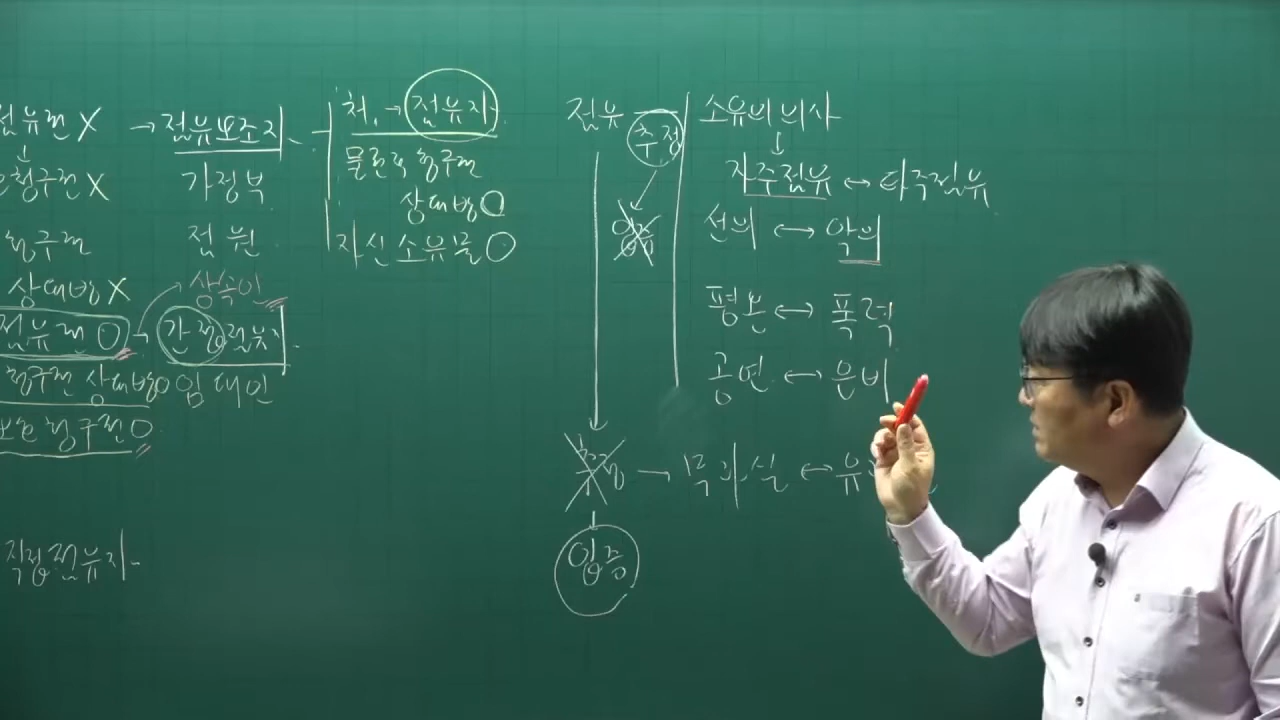 점유권 X → 점유보조자
청구권 X 가정부
청구권 점원
상대방 X 상속인
점유권 O → 간접점유자
청구권 상대방 O 임대인
청구권 O
직접점유자
처. → 점유자
물권적 청구권
상대방 O
자신소유물 O
점유 추정 소유의 의사
↓
자주점유 ↔ 타주점유
입증
선의 ↔ 악의
평온 ↔ 폭력
공연 ↔ 은비
추정 → 무과실 ↔ 유
입증